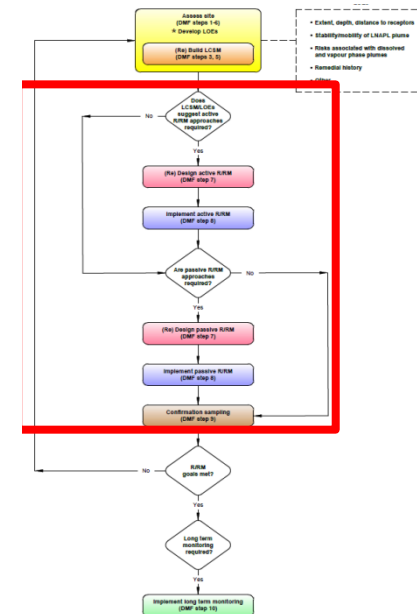 Assess site
(DMF steps 1-6)
* Develop LOEs
(Re) Build LCSM
(DMF steps 3, 5)
• Extent, depth, distance to receptors
• Stability/mobility of LNAPL plume
• Risks associated with dissolved
and vapour phase plumes
• Remedial history
• Other
Does
LCSM/LOEs
suggest active
R/RM approaches
required?
No
Yes
(Re) Design active R/RM
(DMF step 7)
Implement active R/RM
(DMF step 8)
Are passive R/RM
approaches
required?
No
Yes
(Re) Design passive R/RM
(DMF step 7)
Implement passive R/RM
(DMF step 8)
Confirmation sampling
(DMF step 9)
R/RM
goals met?
No
Yes
Long term
monitoring
required?
Yes
Implement long term monitoring
(DMF step 10)